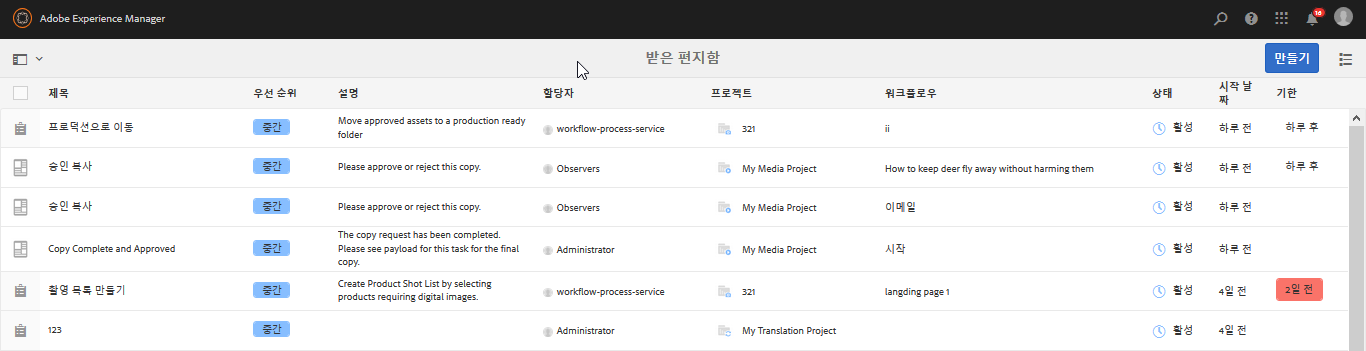 Adobe Experience Manager
16
받은 편지함
만들기
제목 우선 순위 설명 할당자 프로젝트 워크플로우 상태 시작 날
짜 기한
프로덕션으로 이동 중간 Move approved assets to a production ready
folder workflow-process-service 321 ii 활성 하루 전 하루 후
승인 복사 중간 Please approve or reject this copy. Observers My Media Project How to keep deer fly away without harming them 활성 하루 전 하루 후
승인 복사 중간 Please approve or reject this copy. Observers My Media Project 이메일 활성 하루 전
Copy Complete and Approved 중간 The copy request has been completed.
Please see payload for this task for the final
copy. Administrator My Media Project 시작 활성 하루 전
촬영 목록 만들기 중간 Create Product Shot List by selecting
products requiring digital images. workflow-process-service 321 langding page 1 활성 4일 전 2일 전
123 중간 Administrator My Translation Project 활성 4일 전